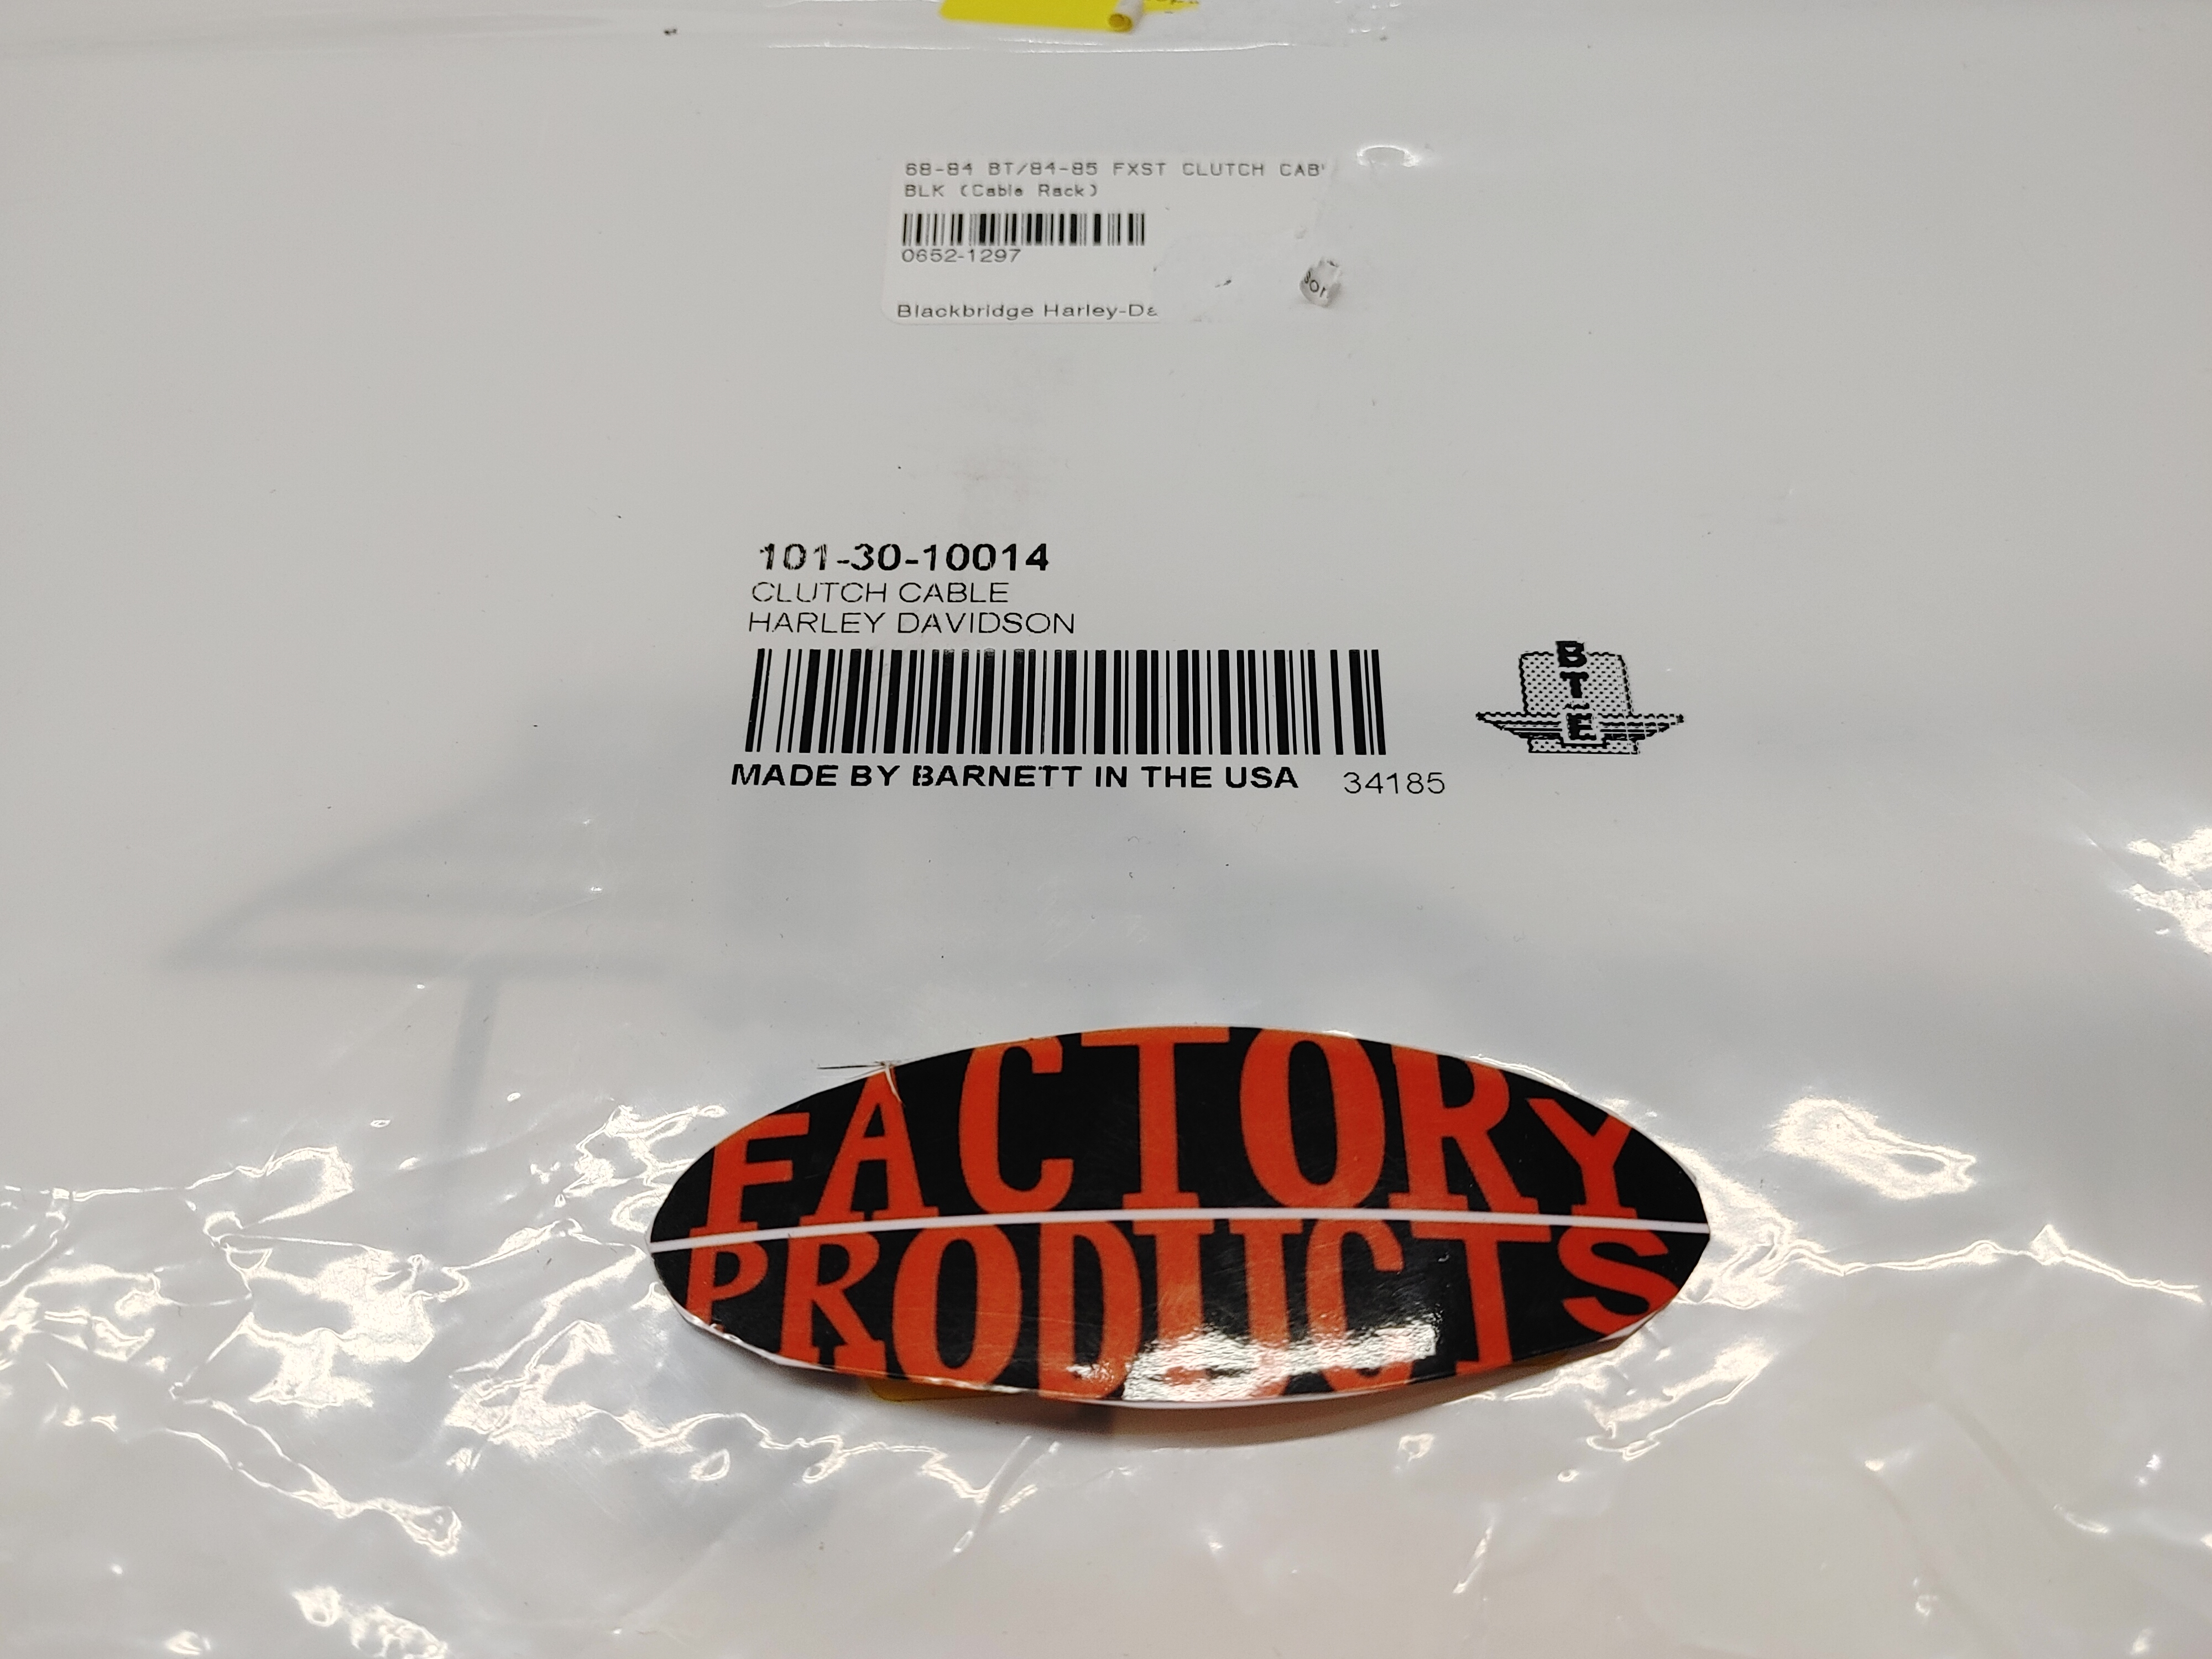 68-84 BT/84-85 FXST CLUTCH CAB
BLK (Cable Rack)
0652-1297
Blackbridge Harley-Da
101-30-10014
CLUTCH CABLE
HARLEY DAVIDSON
MADE BY BARNETT IN THE USA 34185
BTE
FACTORY
PRODUCTS